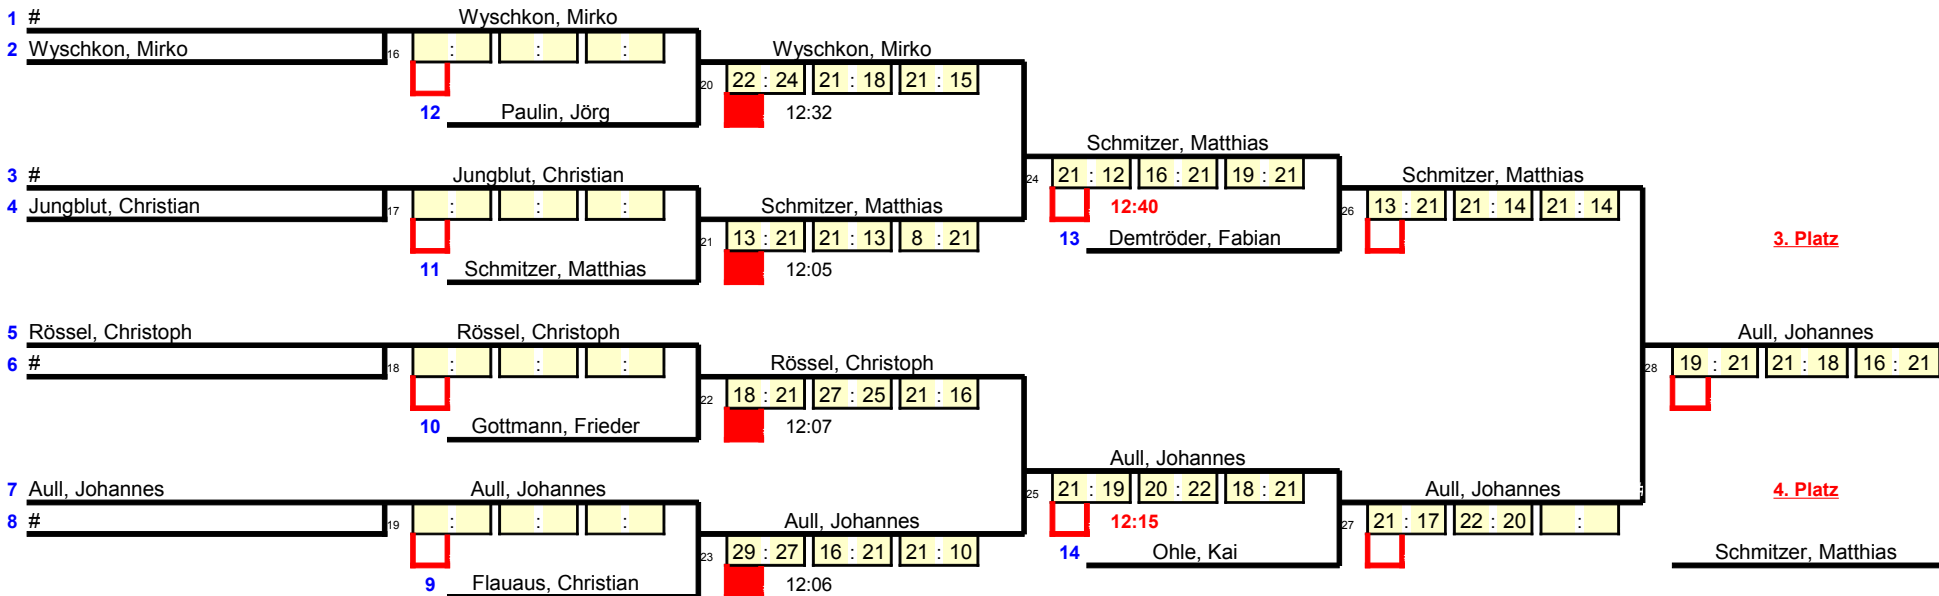 1 # Wyschkon, Mirko
2 Wyschkon, Mirko 16 : : : Wyschkon, Mirko
20 22 : 24 21 : 18 21 : 15
12 Paulin, Jörg 12:32
Schmitzer, Matthias
3 # Jungblut, Christian 24 21 : 12 16 : 21 19 : 21 Schmitzer, Matthias
4 Jungblut, Christian 17 : : : Schmitzer, Matthias 12:40 26 13 : 21 21 : 14 21 : 14
21 13 : 21 21 : 13 8 : 21 13 Demtröder, Fabian 3. Platz
11 Schmitzer, Matthias 12:05
5 Rössel, Christoph Rössel, Christoph Aull, Johannes
6 # 18 : : : Rössel, Christoph 28 19 : 21 21 : 18 16 : 21
22 18 : 21 27 : 25 21 : 16
10 Gottmann, Frieder 12:07
Aull, Johannes
7 Aull, Johannes Aull, Johannes 25 21 : 19 20 : 22 18 : 21 Aull, Johannes 4. Platz
8 # 19 : : : Aull, Johannes 12:15 27 21 : 17 22 : 20 :
23 29 : 27 16 : 21 21 : 10 14 Ohle, Kai Schmitzer, Matthias
9 Flauaus, Christian 12:06